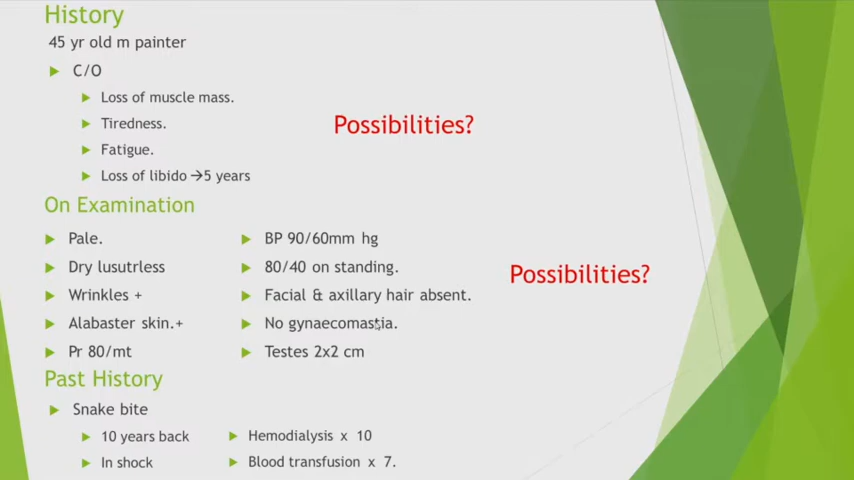 History
45 yr old m painter
C/O
Loss of muscle mass.
Tiredness.
Fatigue.
Loss of libido →5 years
Possibilities?
On Examination
Pale.
Dry lusutrless
Wrinkles +
Alabaster skin.+
Pr 80/mt
BP 90/60mm hg
80/40 on standing.
Facial & axillary hair absent.
No gynaecomastia.
Testes 2x2 cm
Possibilities?
Past History
Snake bite
10 years back
In shock
Hemodialysis x 10
Blood transfusion x 7.